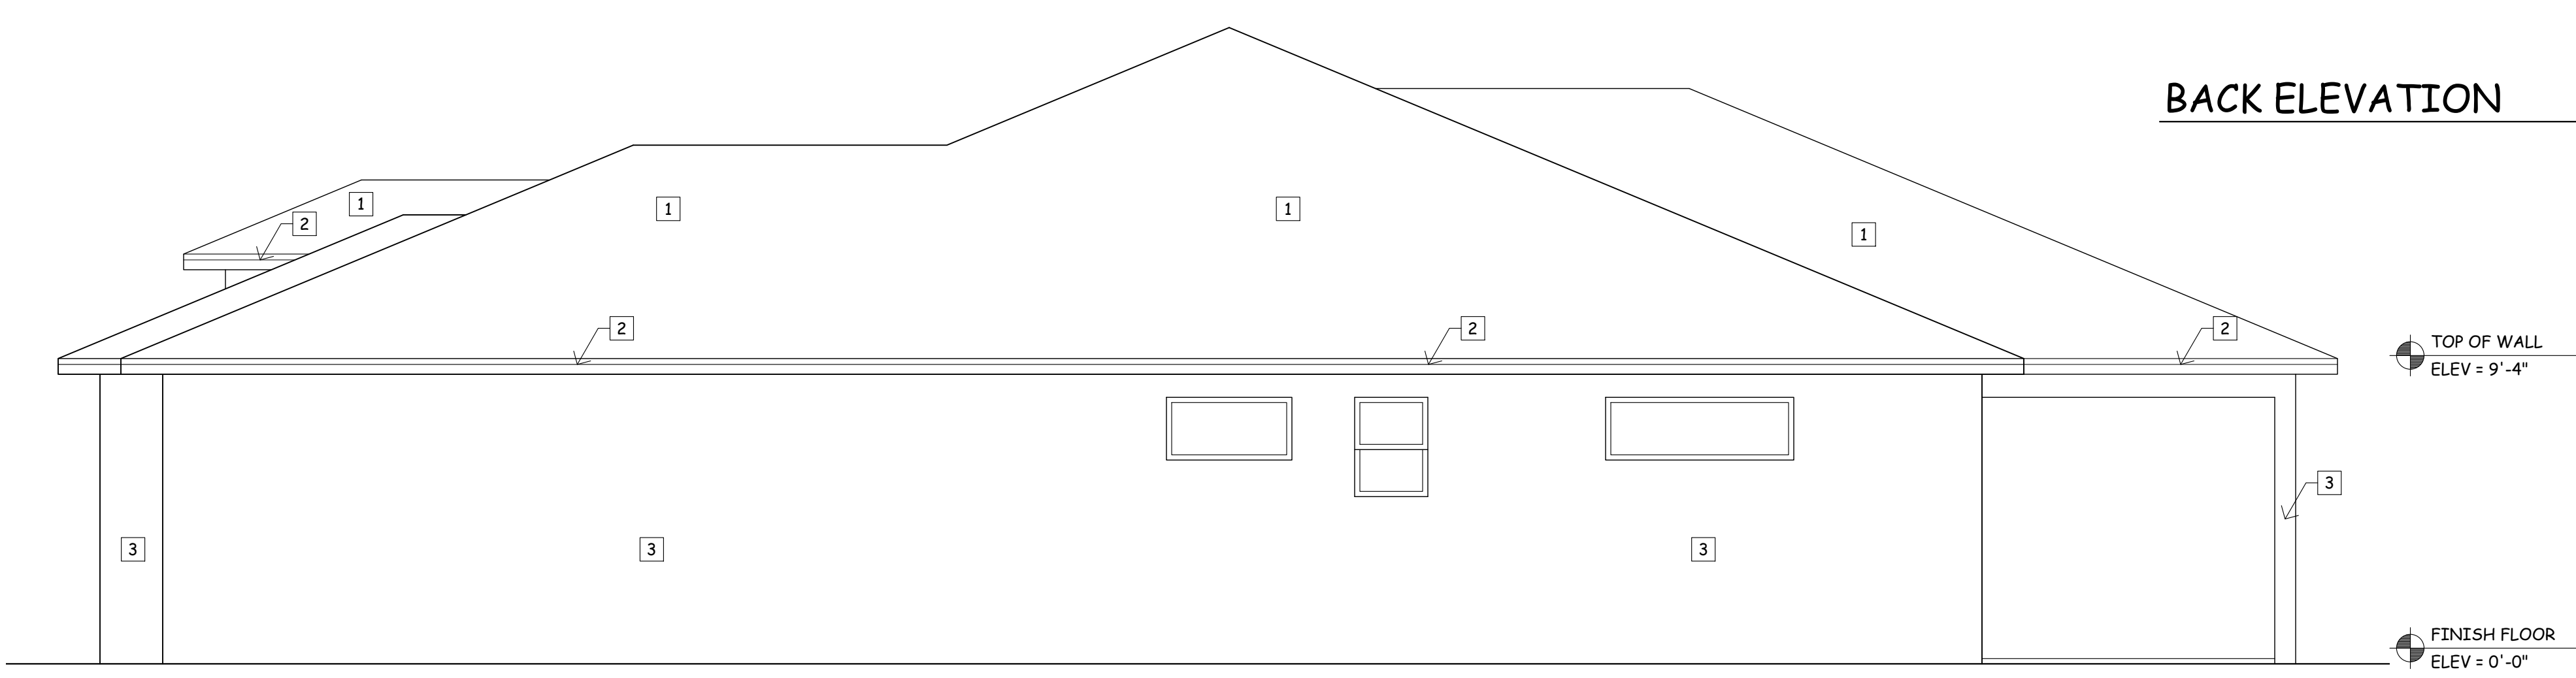 BACK ELEVATION
1
2
1
1
1
2
2
2
TOP OF WALL
ELEV = 9'-4"
3
3
3
3
FINISH FLOOR
ELEV = 0'-0"